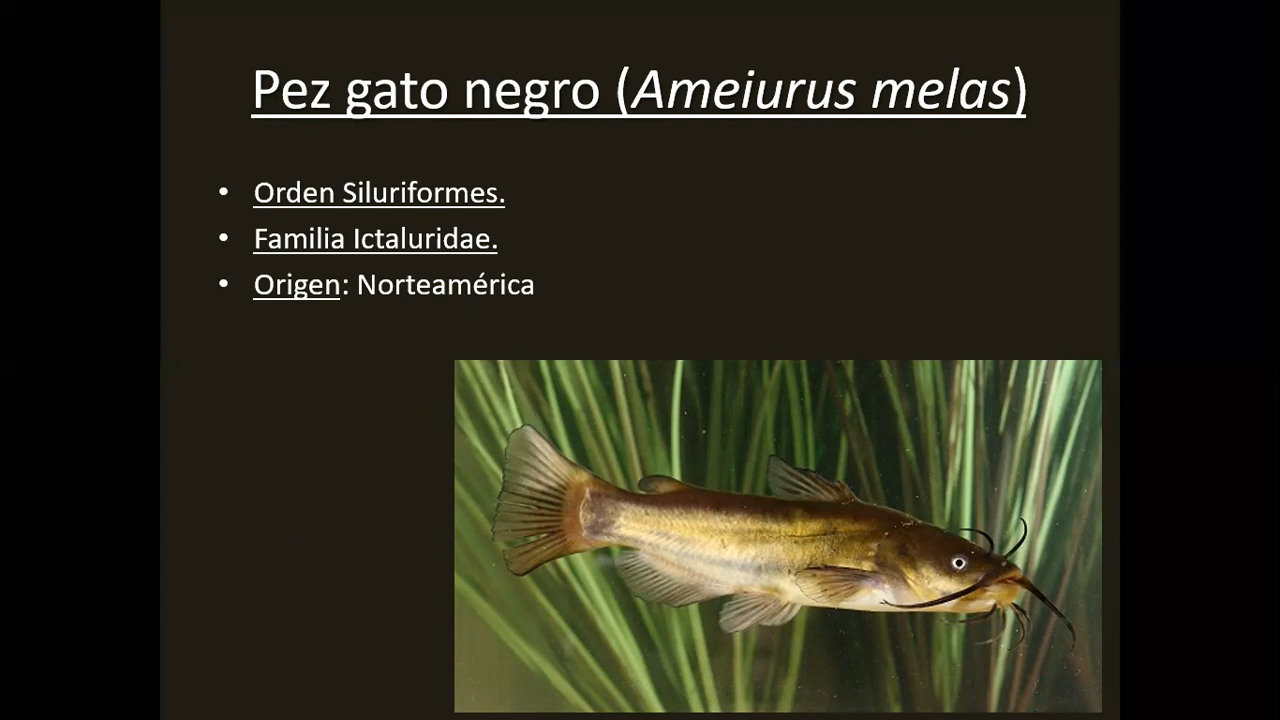 Pez gato negro (Ameiurus melas)
• Orden Siluriformes.
• Familia Ictaluridae.
• Origen: Norteamérica